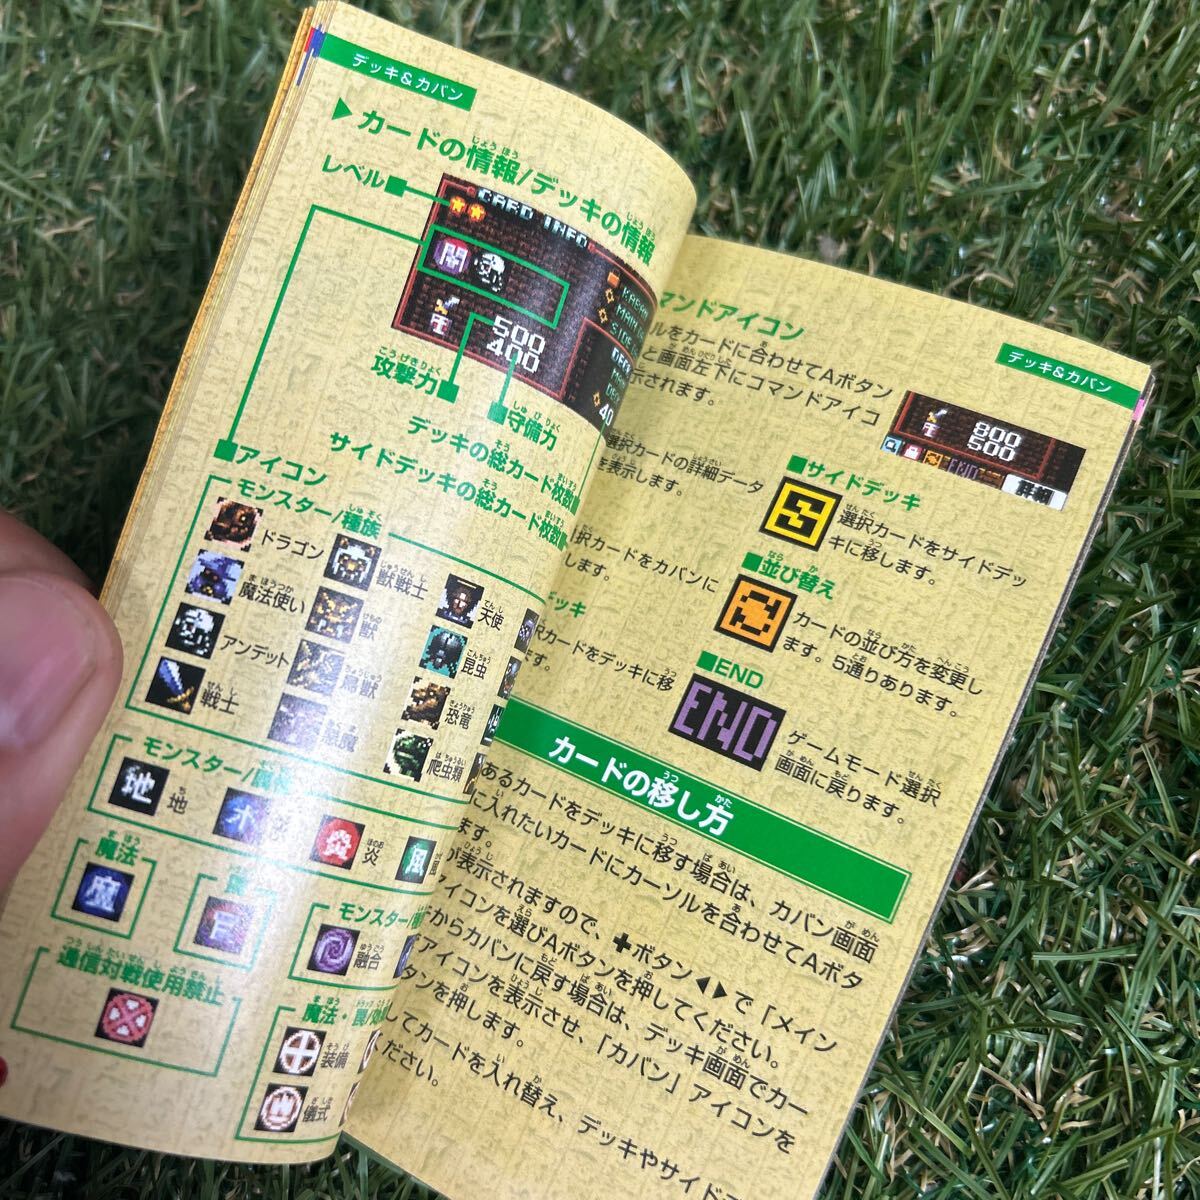 デッキ&カバン
▶カードの情報/デッキの情報
レベル
CARD INFO
闇
500
400
攻撃力
守備力
デッキの総カード枚数
サイドデッキの総カード枚数
■アイコン
モンスター/種族
ドラゴン
獣戦士
天使
魔法使い
獣
昆虫
アンデット
鳥獣
恐竜
戦士
悪魔
爬虫類
モンスター/
地 地
水
炎 炎
風
魔法
魔
罠
モンスター/
融合
通信対戦使用禁止
魔法・罠/
装備
儀式
デッキ&カバン
マンドアイコン
ルをカードに合わせてAボタン
と画面左下にコマンドアイコ
示されます。
800
500
END
詳細
選択カードの詳細データ
を表示します。
択カードをカバンに
します。
デッキ
択カードをデッキに移
ます。
■サイドデッキ
選択カードをサイドデッ
キに移します。
■並び替え
カードの並び方を変更し
ます。5通りあります。
■END
END
ゲームモード選択
画面に戻ります。
カードの移し方
あるカードをデッキに移す場合は、カバン画面
に入れたいカードにカーソルを合わせてAボタ
ます。
が表示されますので、✚ボタン◀▶で「メイン
アイコンを選びAボタンを押してください。
からカバンに戻す場合は、デッキ画面でカー
アイコンを表示させ、「カバン」アイコンを
タンを押します。
してカードを入れ替え、デッキやサイドデ
ください。